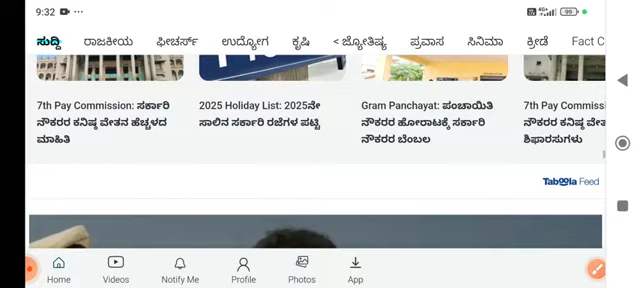 9:32
4G+
99
ಸುದ್ದಿ ರಾಜಕೀಯ ಫೀಚರ್ಸ್ ಉದ್ಯೋಗ ಕೃಷಿ < ಜ್ಯೋತಿಷ್ಯ ಪ್ರವಾಸ ಸಿನಿಮಾ ಕ್ರೀಡೆ Fact C
7th Pay Commission: ಸರ್ಕಾರಿ
ನೌಕರರ ಕನಿಷ್ಠ ವೇತನ ಹೆಚ್ಚಳದ
ಮಾಹಿತಿ
2025 Holiday List: 2025ನೇ
ಸಾಲಿನ ಸರ್ಕಾರಿ ರಜೆಗಳ ಪಟ್ಟಿ
Gram Panchayat: ಪಂಚಾಯಿತಿ
ನೌಕರರ ಹೋರಾಟಕ್ಕೆ ಸರ್ಕಾರಿ
ನೌಕರರ ಬೆಂಬಲ
7th Pay Commission:
ನೌಕರರ ಕನಿಷ್ಠ ವೇತ
ಶಿಫಾರಸುಗಳು
Taboola Feed
Home Videos Notify Me Profile Photos App